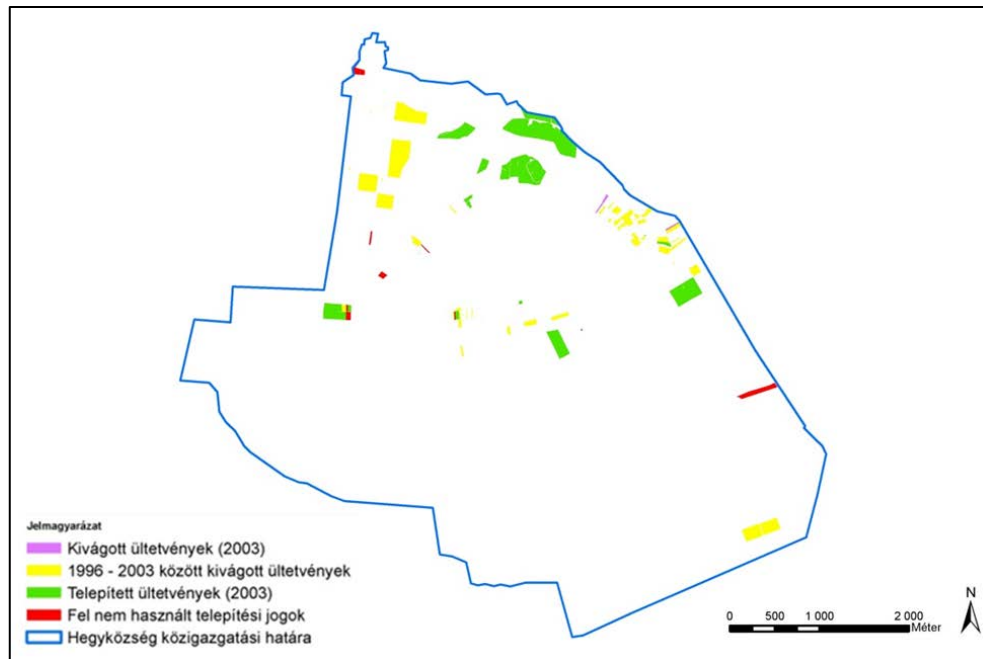 Jelmagyarázat
Kivágott ültetvények (2003)
1996 - 2003 között kivágott ültetvények
Telepített ültetvények (2003)
Fel nem használt telepítési jogok
Hegyközség közigazgatási határa
N
0 500 1 000 2 000
Méter